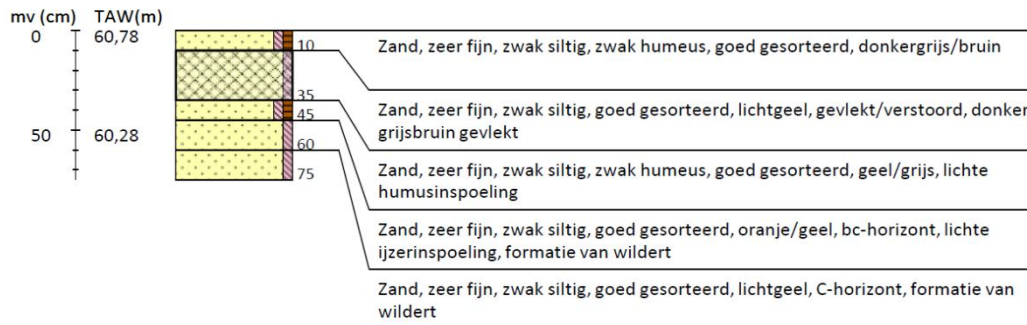 mv (cm) TAW(m)
0 60,78
10
35
45
50 60,28
60
75
Zand, zeer fijn, zwak siltig, zwak humeus, goed gesorteerd, donkergrijs/bruin
Zand, zeer fijn, zwak siltig, goed gesorteerd, lichtgeel, gevlekt/verstoord, donker
grijsbruin gevlekt
Zand, zeer fijn, zwak siltig, zwak humeus, goed gesorteerd, geel/grijs, lichte
humusinspoeling
Zand, zeer fijn, zwak siltig, goed gesorteerd, oranje/geel, bc-horizont, lichte
ijzerinspoeling, formatie van wildert
Zand, zeer fijn, zwak siltig, goed gesorteerd, lichtgeel, C-horizont, formatie van
wildert